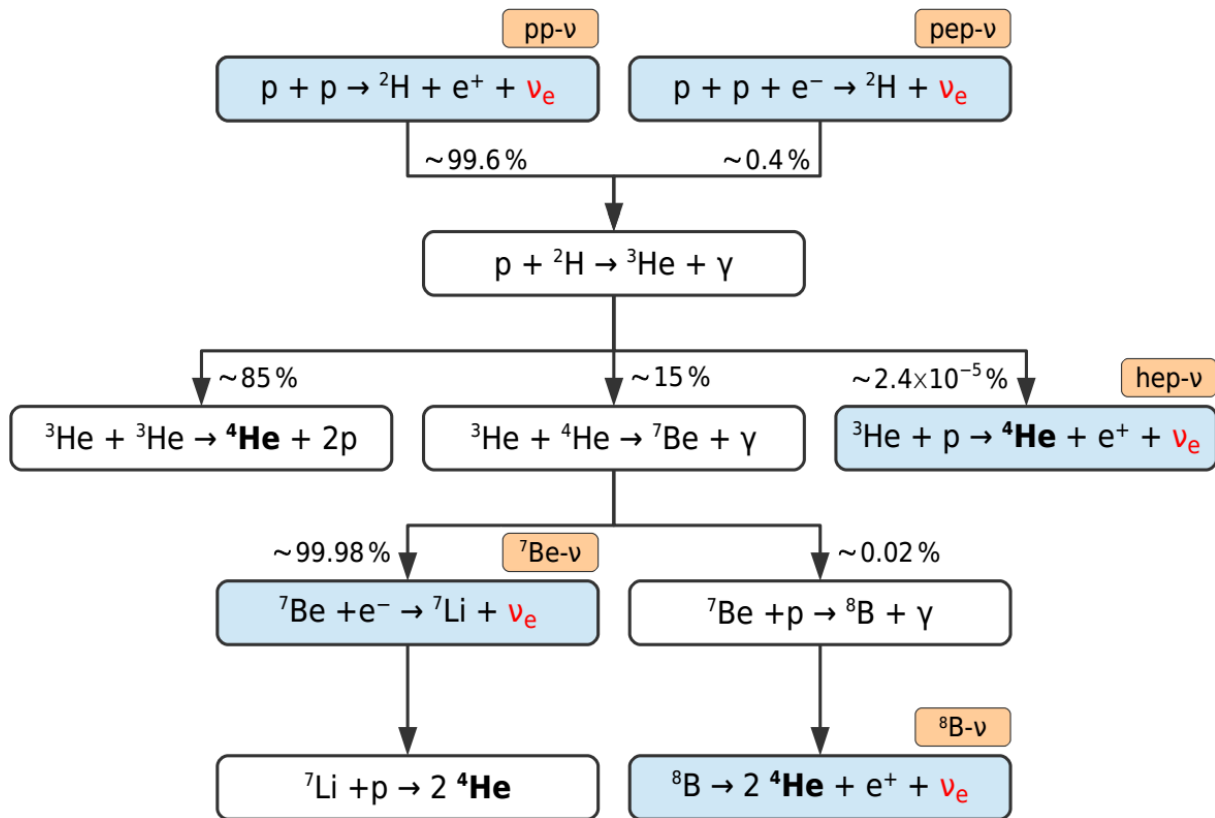 pp-ν
pep-ν
p + p → ²H + e⁺ + νₑ
p + p + e⁻ → ²H + νₑ
~99.6 %
~0.4 %
p + ²H → ³He + γ
~85 %
~15 %
~2.4×10⁻⁵ %
hep-ν
³He + ³He → ⁴He + 2p
³He + ⁴He → ⁷Be + γ
³He + p → ⁴He + e⁺ + νₑ
~99.98 %
⁷Be-ν
~0.02 %
⁷Be +e⁻ → ⁷Li + νₑ
⁷Be +p → ⁸B + γ
⁸B-ν
⁷Li +p → 2 ⁴He
⁸B → 2 ⁴He + e⁺ + νₑ